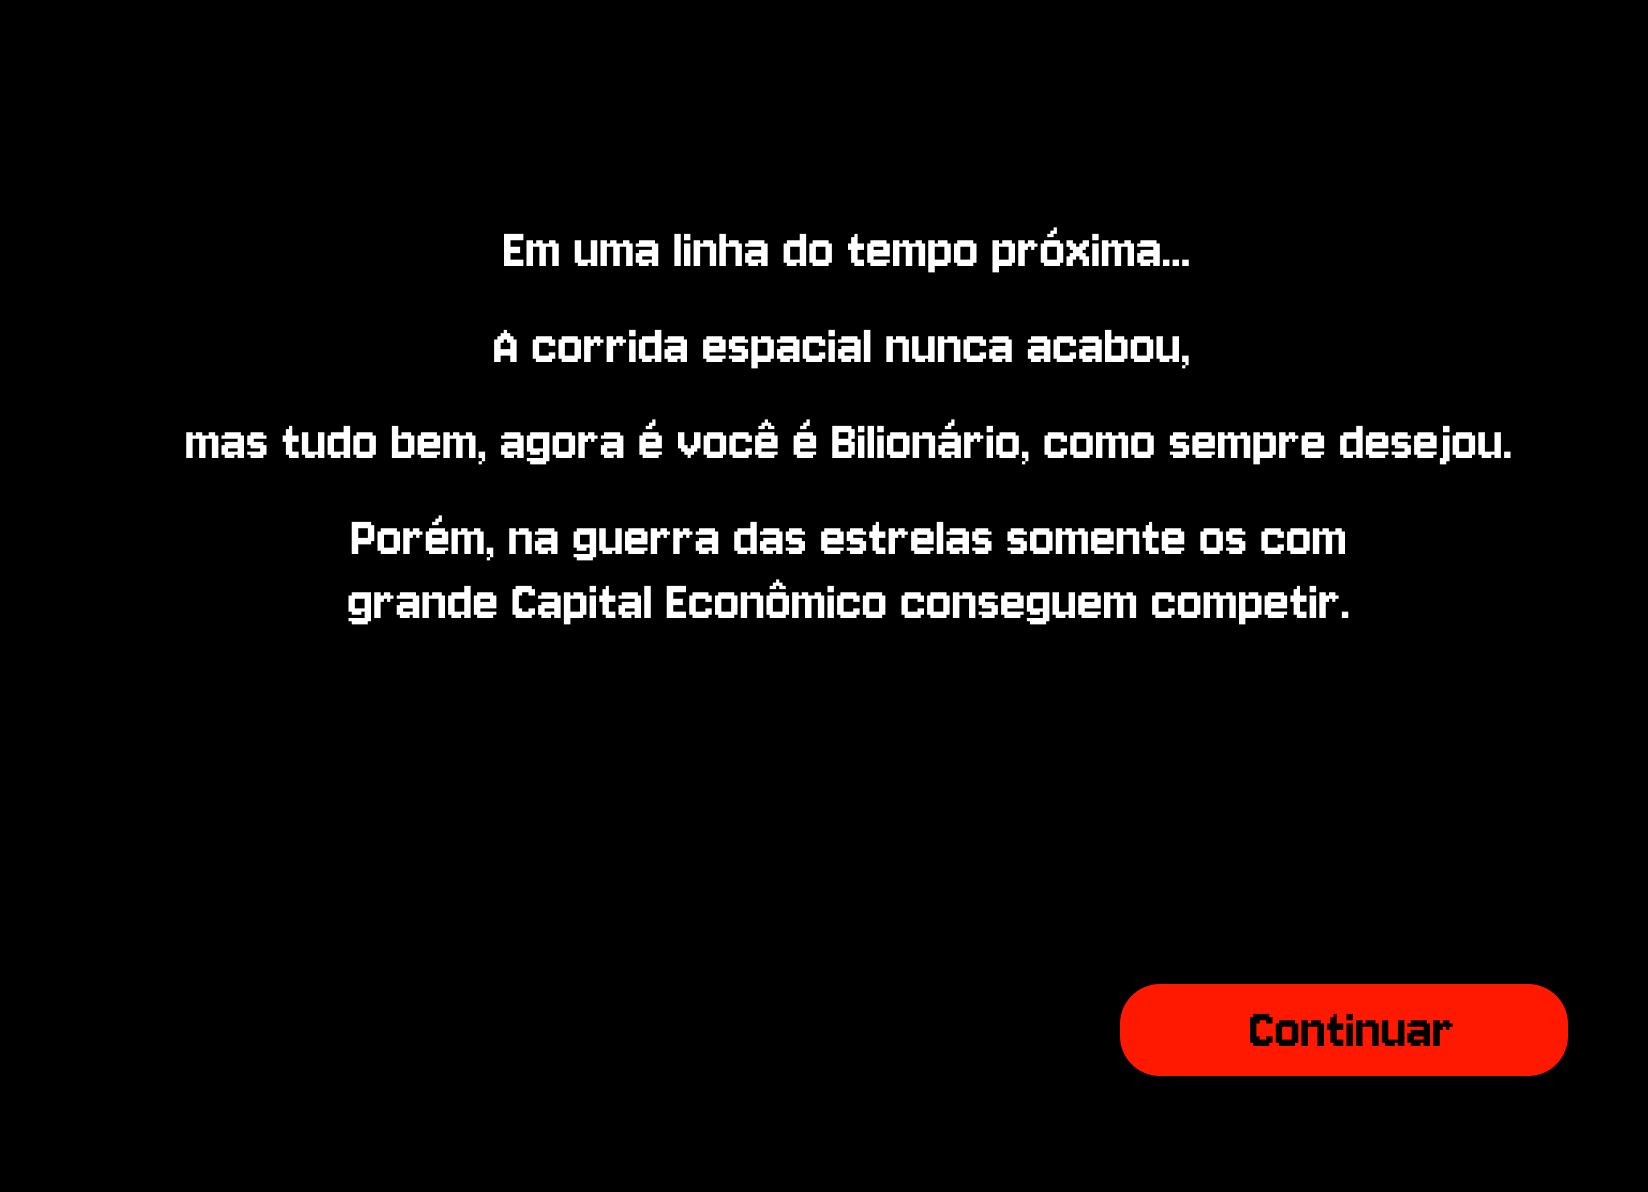 Em uma linha do tempo próxima...
A corrida espacial nunca acabou,
mas tudo bem, agora é você é Bilionário, como sempre desejou.
Porém, na guerra das estrelas somente os com
grande Capital Econômico conseguem competir.
Continuar